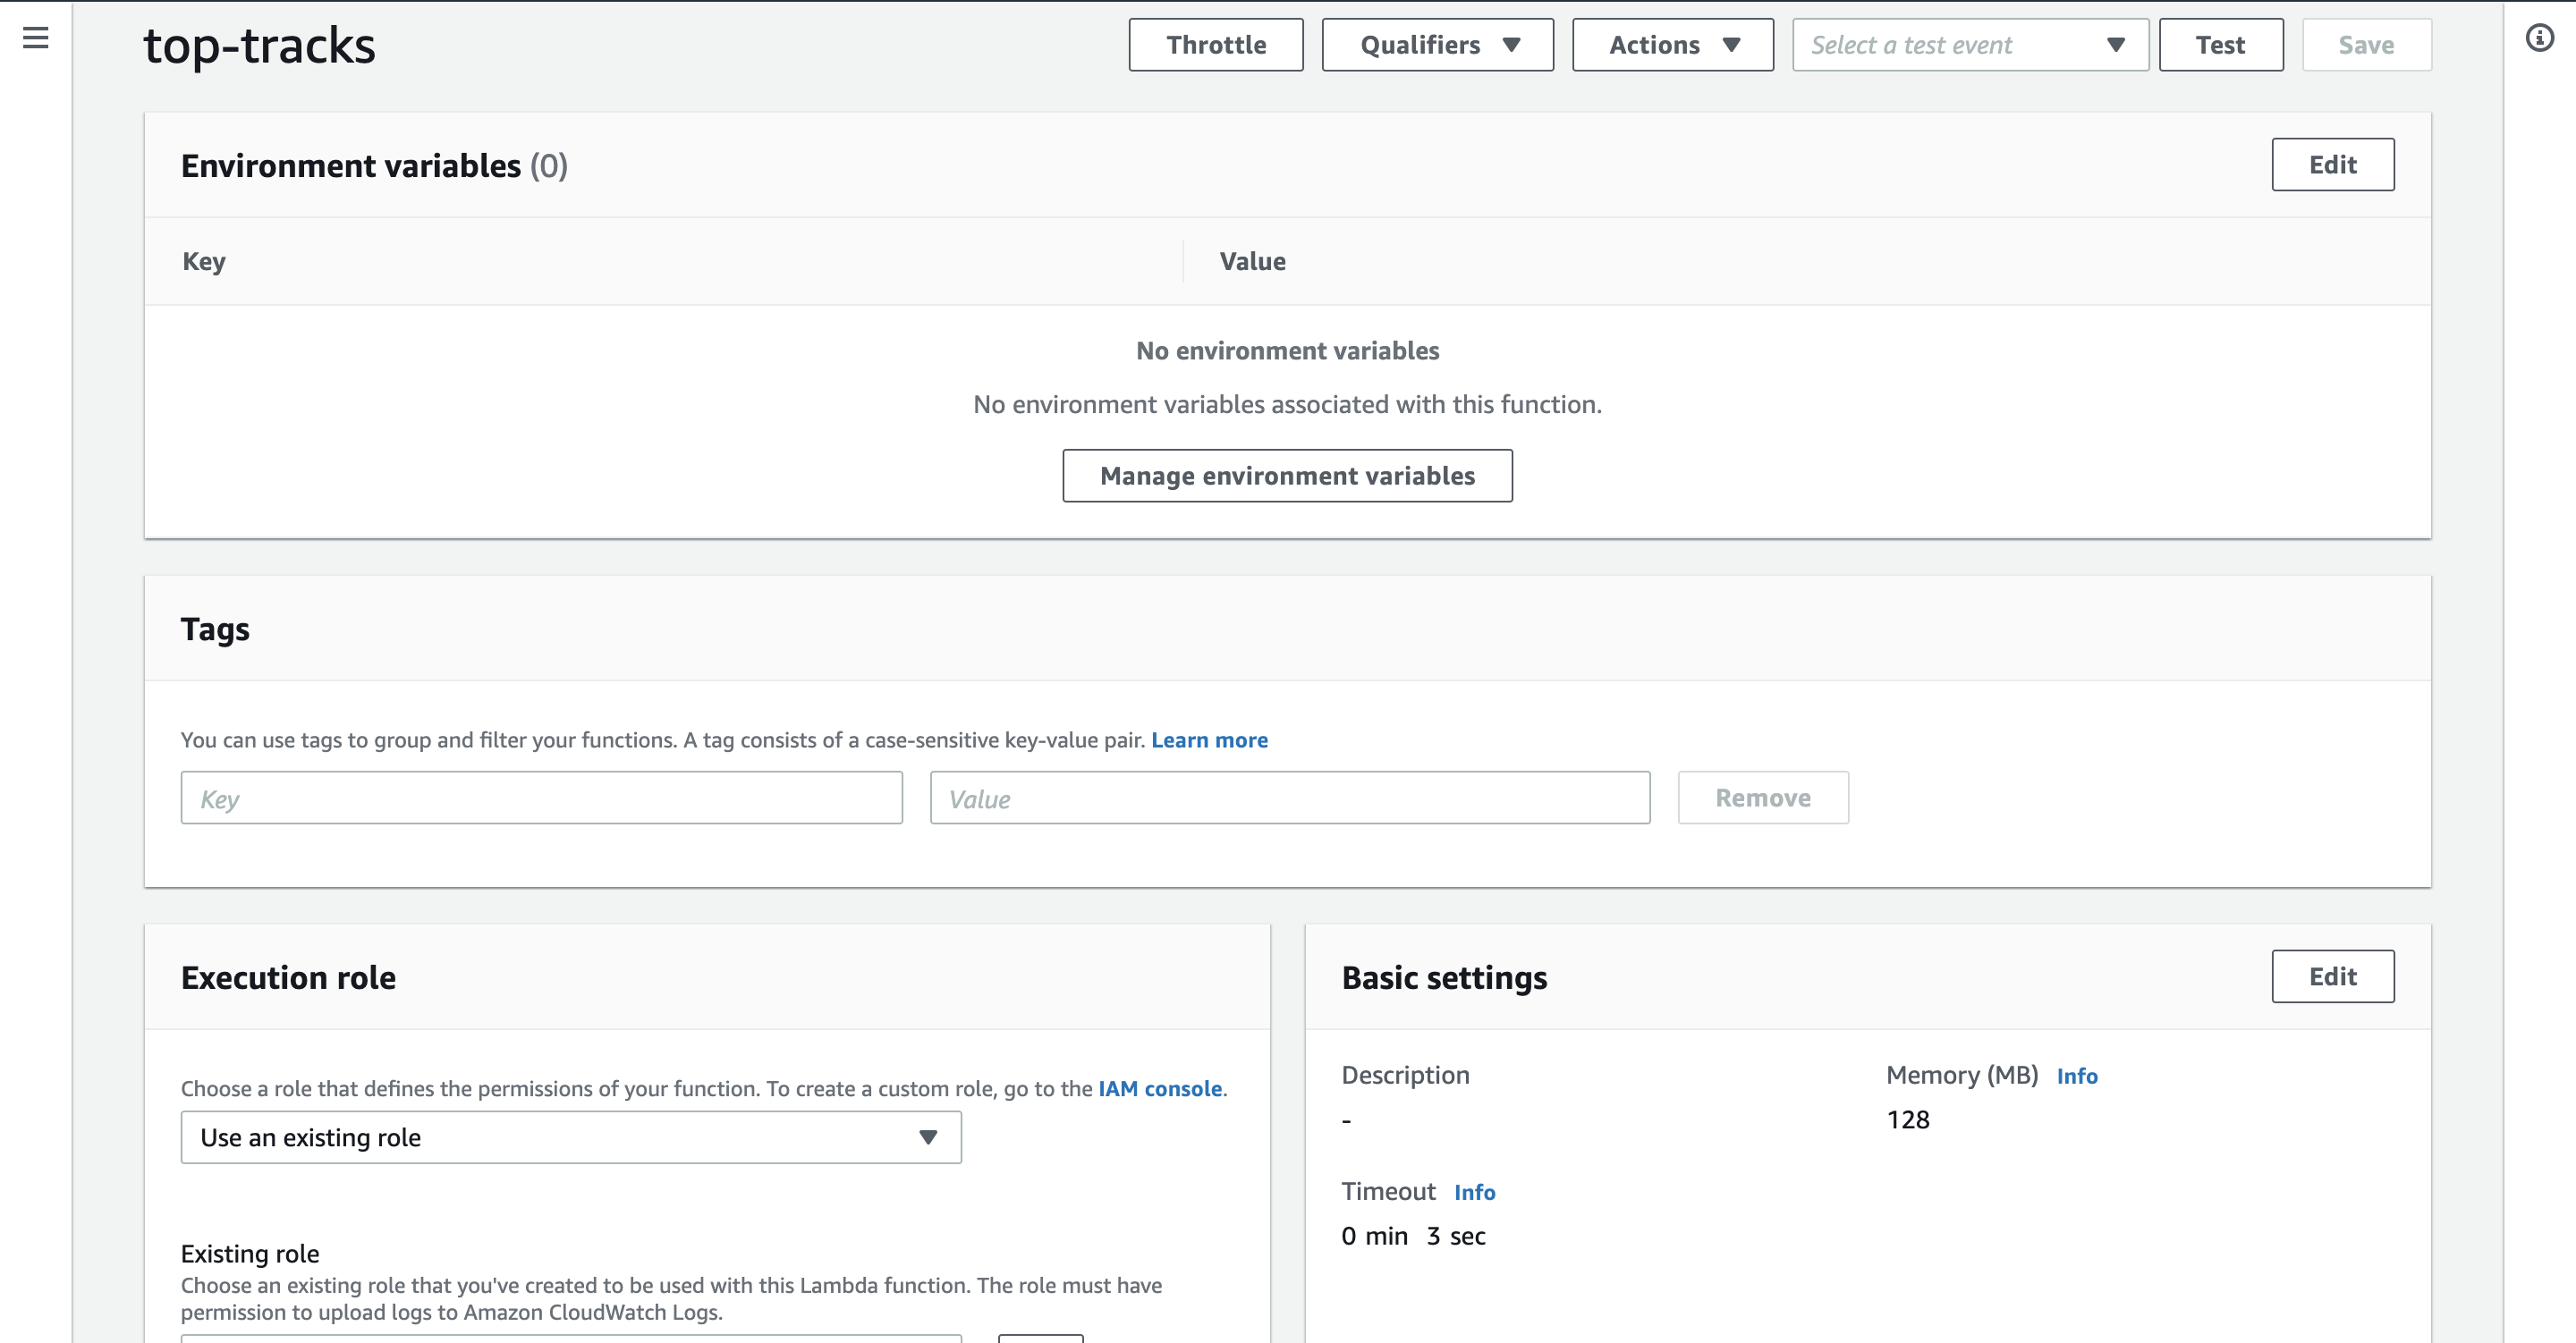 top-tracks
Throttle
Qualifiers
Actions
Select a test event
Test
Save
Environment variables (0)
Edit
Key
Value
No environment variables
No environment variables associated with this function.
Manage environment variables
Tags
You can use tags to group and filter your functions. A tag consists of a case-sensitive key-value pair. Learn more
Key
Value
Remove
Execution role
Choose a role that defines the permissions of your function. To create a custom role, go to the IAM console.
Use an existing role
Existing role
Choose an existing role that you've created to be used with this Lambda function. The role must have
permission to upload logs to Amazon CloudWatch Logs.
Basic settings
Edit
Description
-
Memory (MB) Info
128
Timeout Info
0 min 3 sec